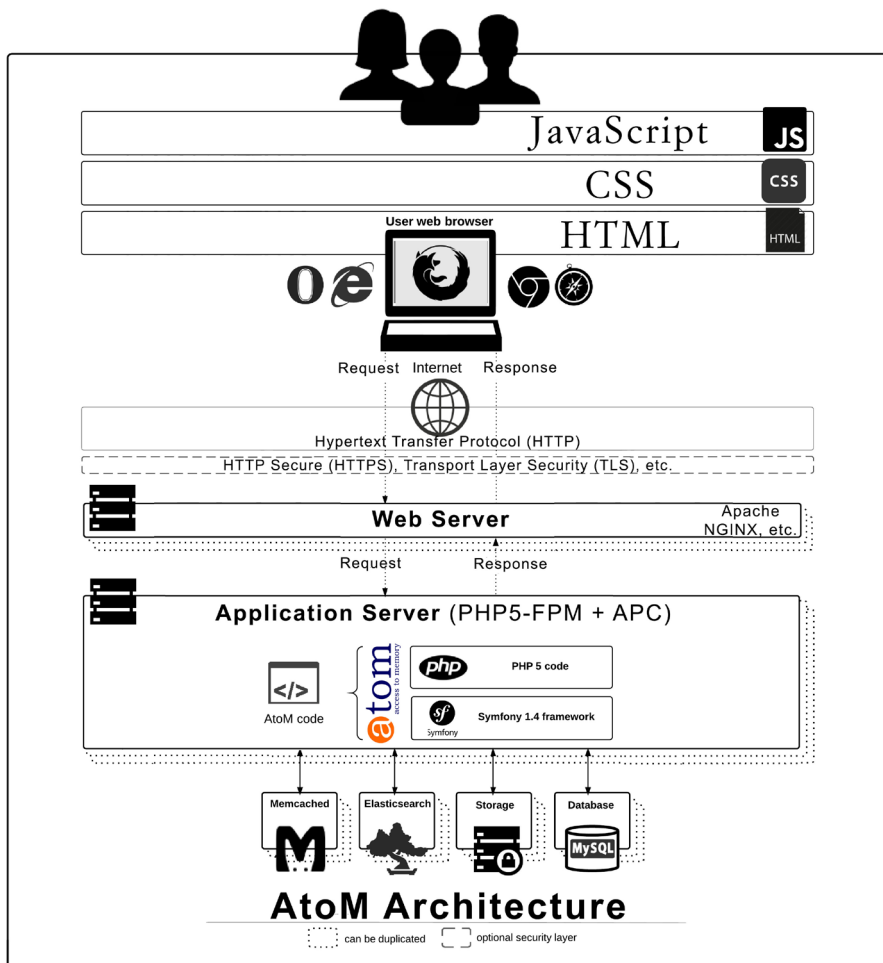 JavaScript
JS
CSS
CSS
User web browser
HTML
HTML
Request Internet Response
Hypertext Transfer Protocol (HTTP)
HTTP Secure (HTTPS), Transport Layer Security (TLS), etc.
Web Server
Apache
NGINX, etc.
Request Response
Application Server (PHP5-FPM + APC)
AtoM code
</>
atom
access to memory
php
PHP 5 code
sf
Symfony
Symfony 1.4 framework
Memcached
Elasticsearch
Storage
Database
M
MySQL
AtoM Architecture
can be duplicated
optional security layer